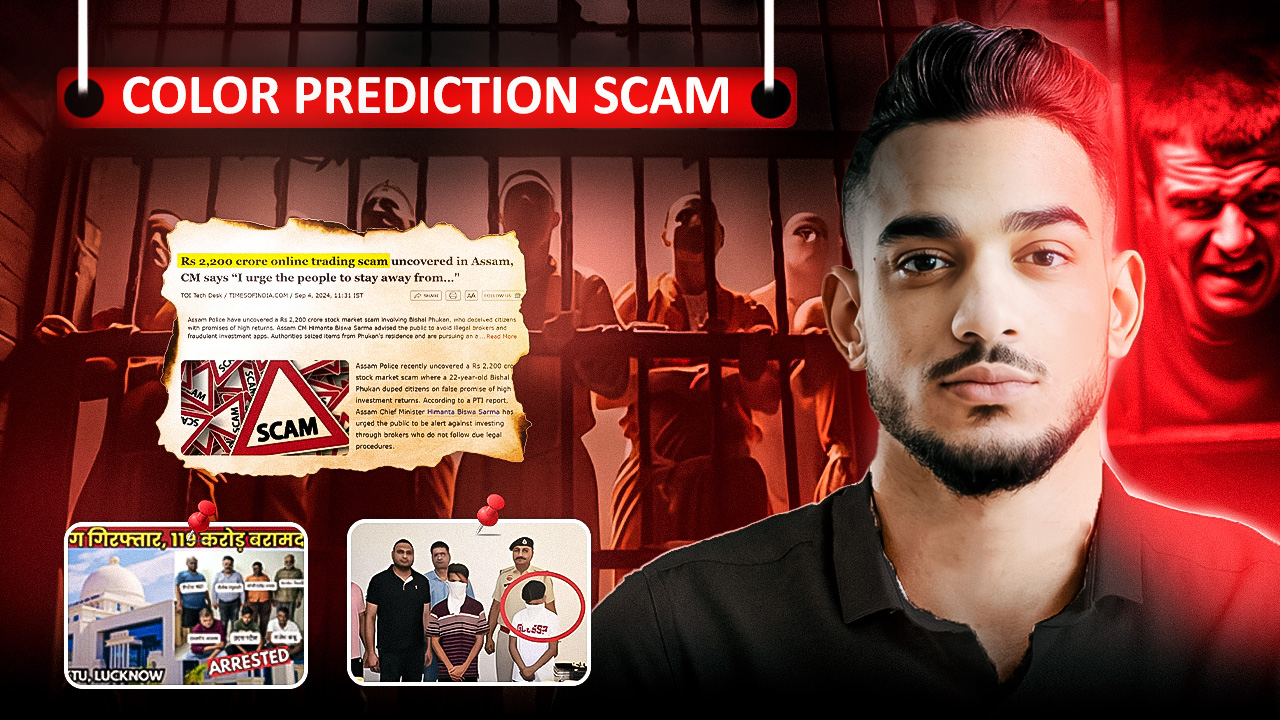 COLOR PREDICTION SCAM
Rs 2,200 crore online trading scam uncovered in Assam,
CM says “I urge the people to stay away from..."
TOI Tech Desk / TIMESOFINDIA.COM / Sep 4, 2024, 11:31 IST
SHARE
AA
FOLLOW US
Assam Police have uncovered a Rs 2,200 crore stock market scam involving Bishal Phukan, who deceived citizens
with promises of high returns. Assam CM Himanta Biswa Sarma advised the public to avoid illegal brokers and
fraudulent investment apps. Authorities seized items from Phukan's residence and are pursuing an a ... Read More
SCAM
Assam Police recently uncovered a Rs 2,200 cro
stock market scam where a 22-year-old Bishal
Phukan duped citizens on false promise of high
investment returns. According to a PTI report,
Assam Chief Minister Himanta Biswa Sarma has
urged the public to be alert against investing
through brokers who do not follow due legal
procedures.
ग गिरफ्तार, 119 करोड़ बरामद
ARRESTED
KTU, LUCKNOW